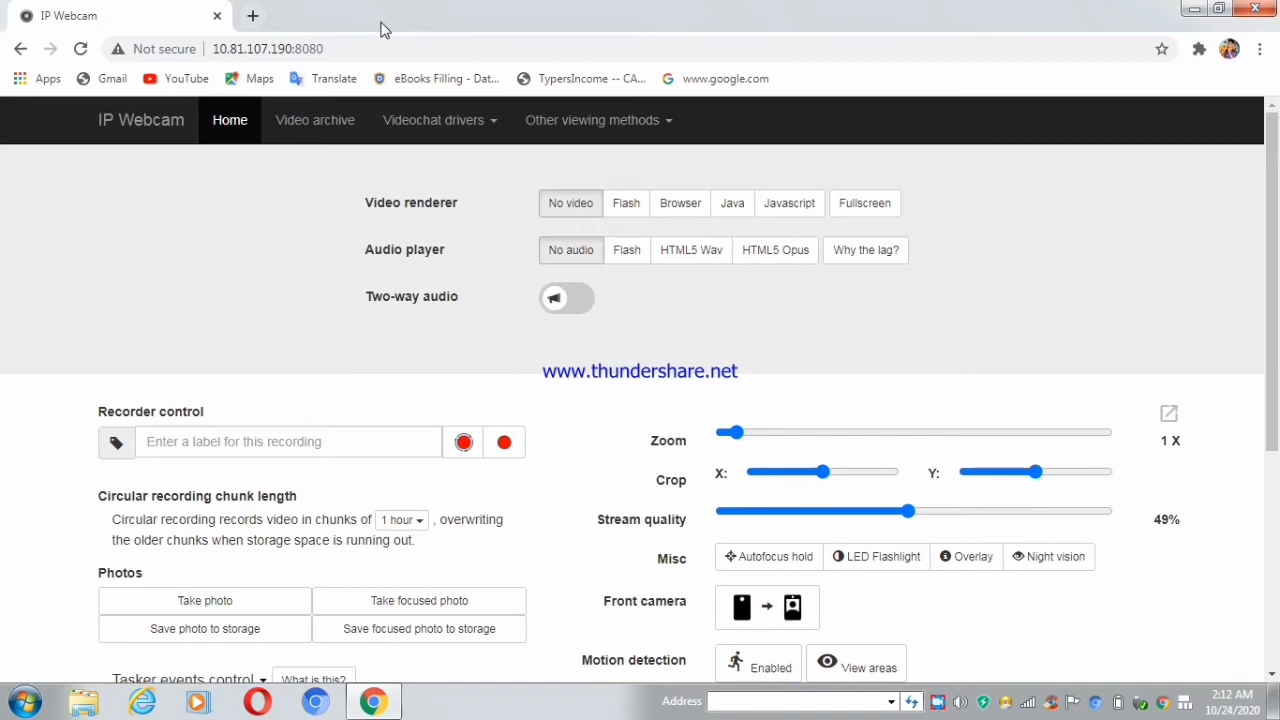 IP Webcam
Not secure
10.81.107.190:8080
Apps
Gmail
YouTube
Maps
Translate
eBooks Filling - Dat...
TypersIncome -- CA...
www.google.com
IP Webcam
Home
Video archive
Videochat drivers
Other viewing methods
Video renderer
No video
Flash
Browser
Java
Javascript
Fullscreen
Audio player
No audio
Flash
HTML5 Wav
HTML5 Opus
Why the lag?
Two-way audio
www.thundershare.net
Recorder control
Enter a label for this recording
Circular recording chunk length
Circular recording records video in chunks of 1 hour , overwriting
the older chunks when storage space is running out.
Photos
Take photo
Take focused photo
Save photo to storage
Save focused photo to storage
Tasker events control
What is this?
Zoom
1 X
Crop
X:
Y:
Stream quality
49%
Misc
Autofocus hold
LED Flashlight
Overlay
Night vision
Front camera
Motion detection
Enabled
View areas
Address
2:12 AM
10/24/2020